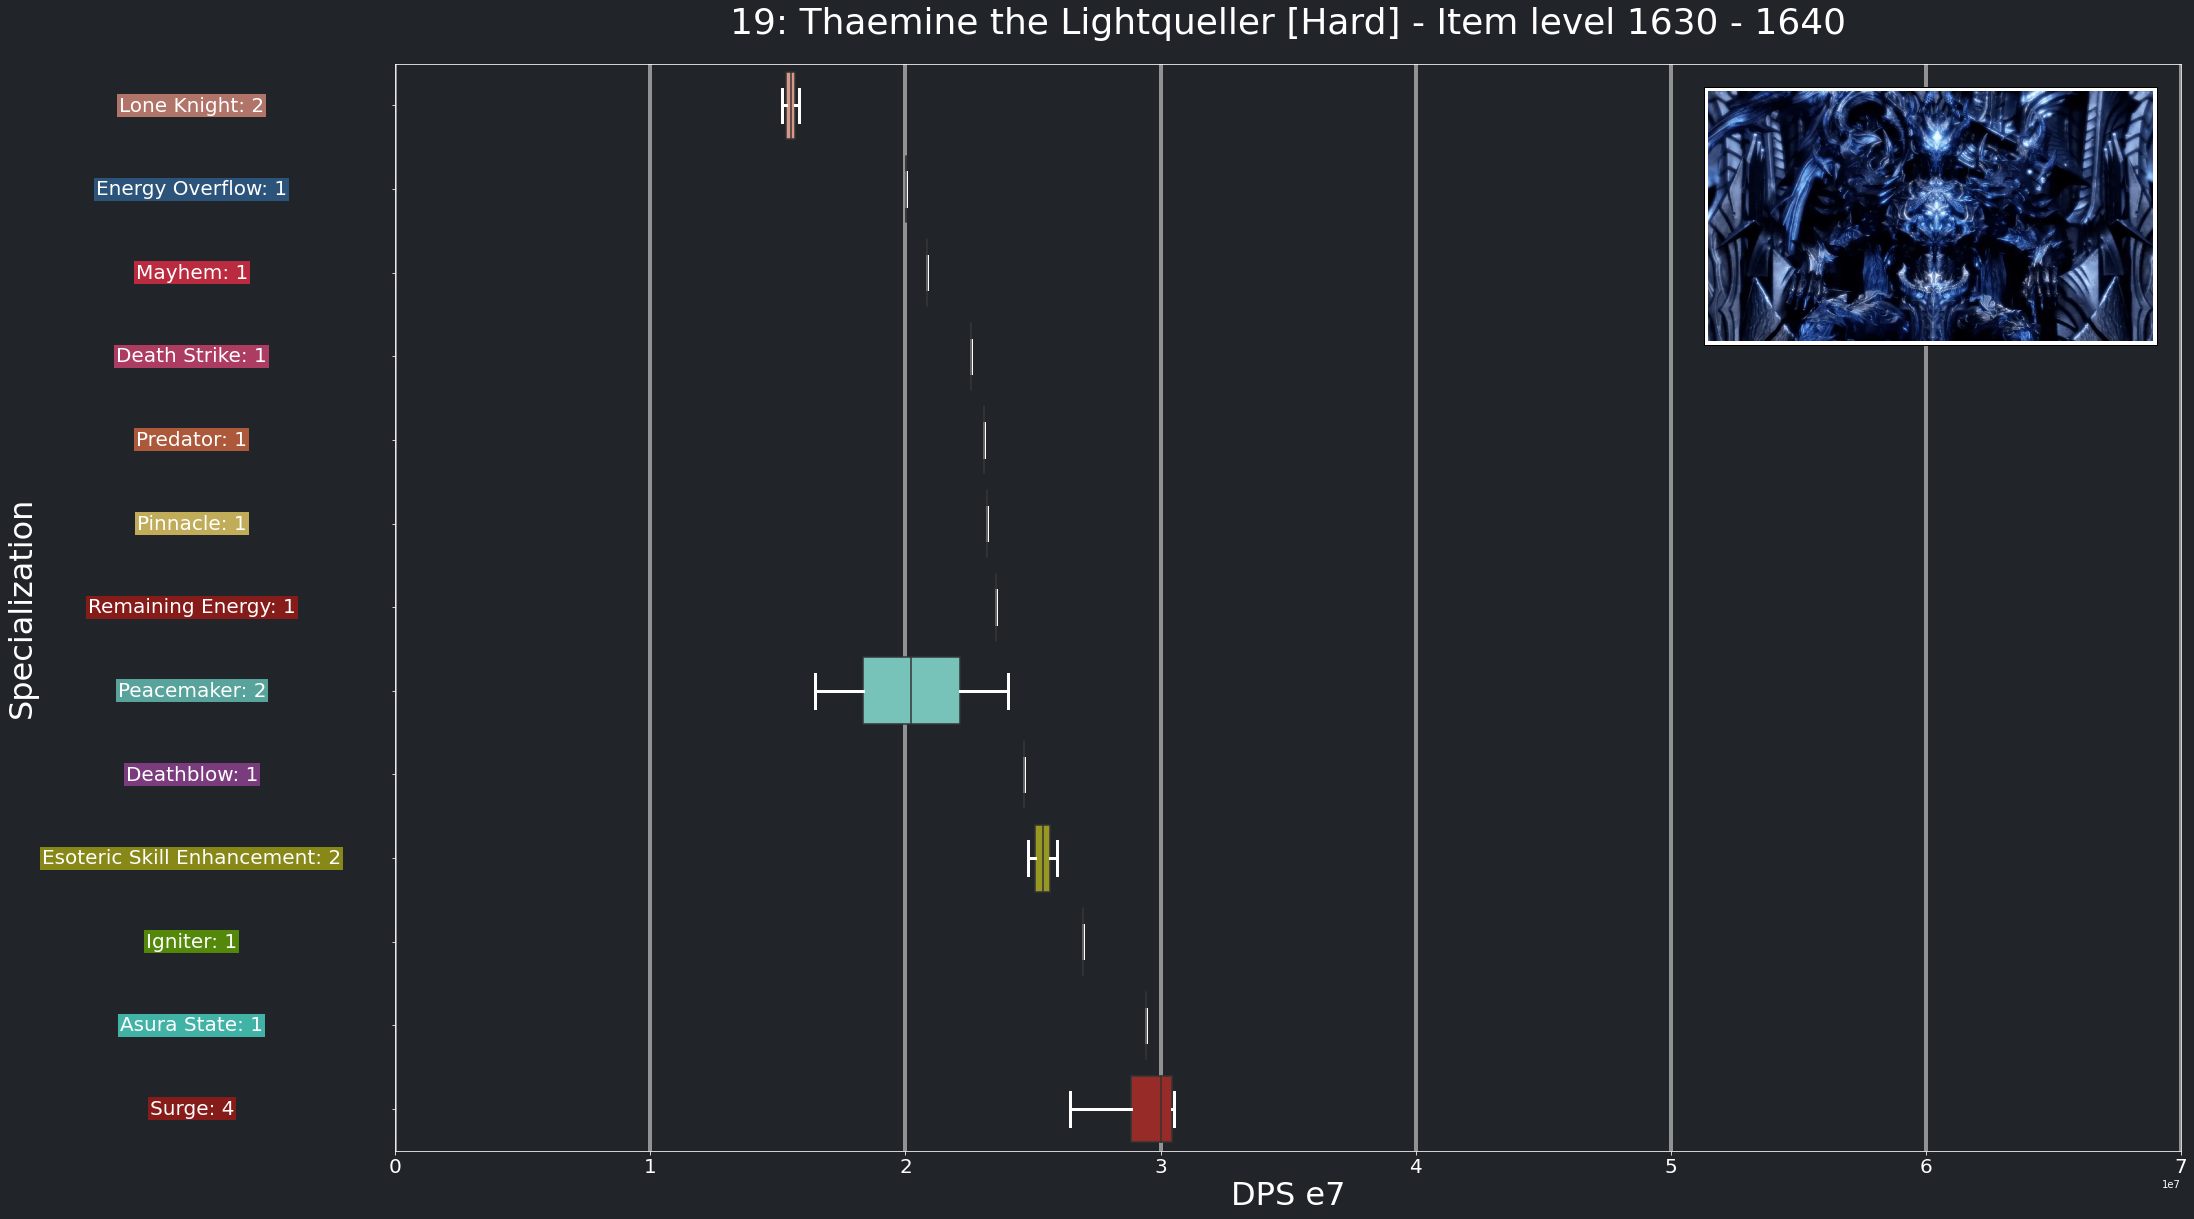 19: Thaemine the Lightqueller [Hard] - Item level 1630 - 1640
Lone Knight: 2
Energy Overflow: 1
Mayhem: 1
Death Strike: 1
Predator: 1
Pinnacle: 1
Remaining Energy: 1
Peacemaker: 2
Deathblow: 1
Esoteric Skill Enhancement: 2
Igniter: 1
Asura State: 1
Surge: 4
Specialization
0 1 2 3 4 5 6 7
1e7
DPS e7